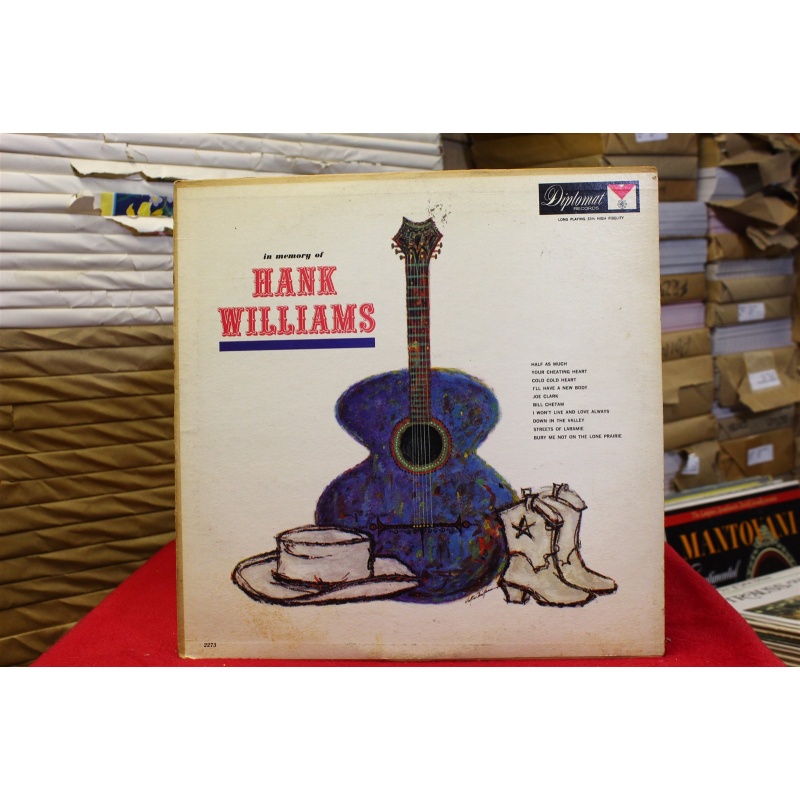 Diplomat
RECORDS
LONG PLAYING 33⅓ HIGH FIDELITY
in memory of
HANK
WILLIAMS
HALF AS MUCH
YOUR CHEATING HEART
COLD COLD HEART
I'LL HAVE A NEW BODY
JOE CLARK
BILL CHETAM
I WON'T LIVE AND LOVE ALWAYS
DOWN IN THE VALLEY
STREETS OF LARAMIE
BURY ME NOT ON THE LONE PRAIRIE
2273
MANTOVANI